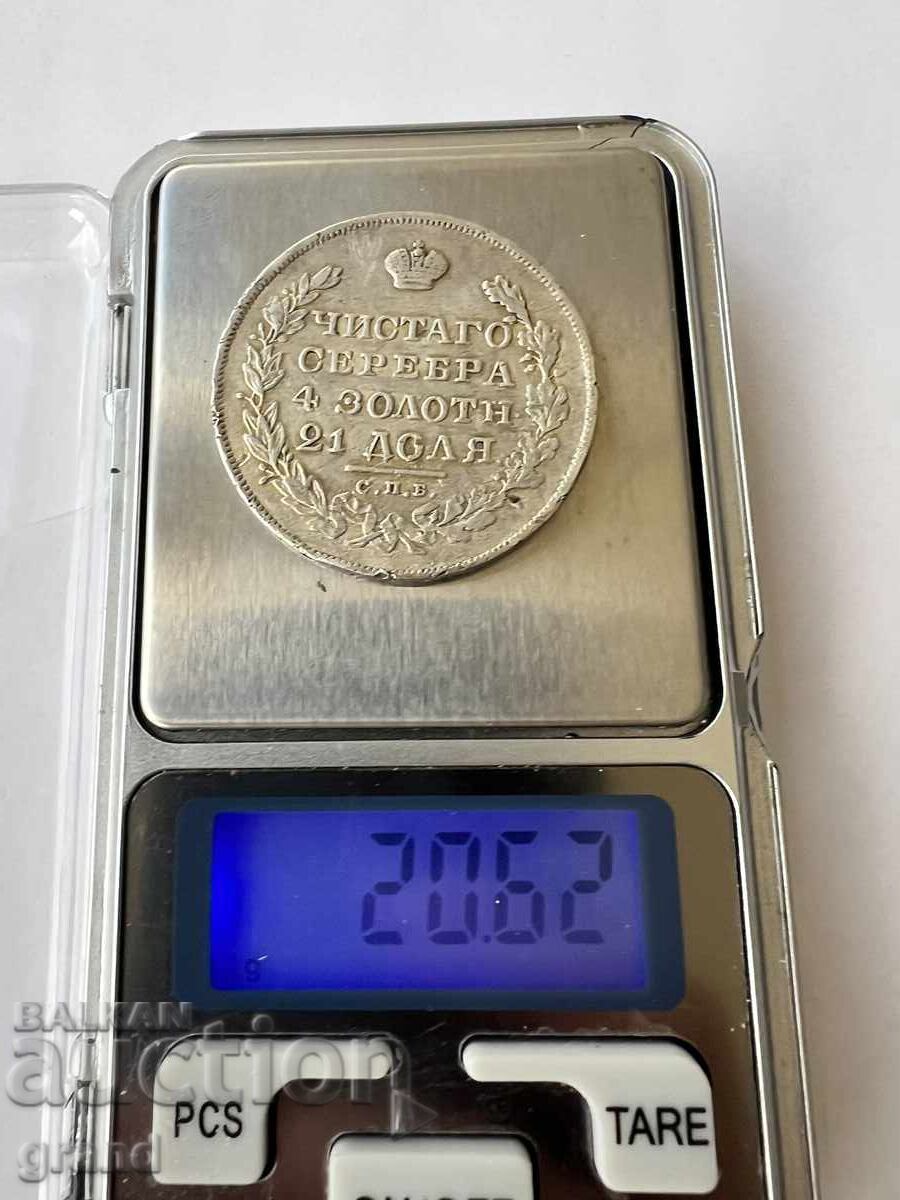 ЧИСТАГО
СЕРЕБРА
4 ЗОЛОТН.
21 ДОЛЯ
С.П.Б.
20.62
g
BALKAN
auction
grand
PCS
TARE